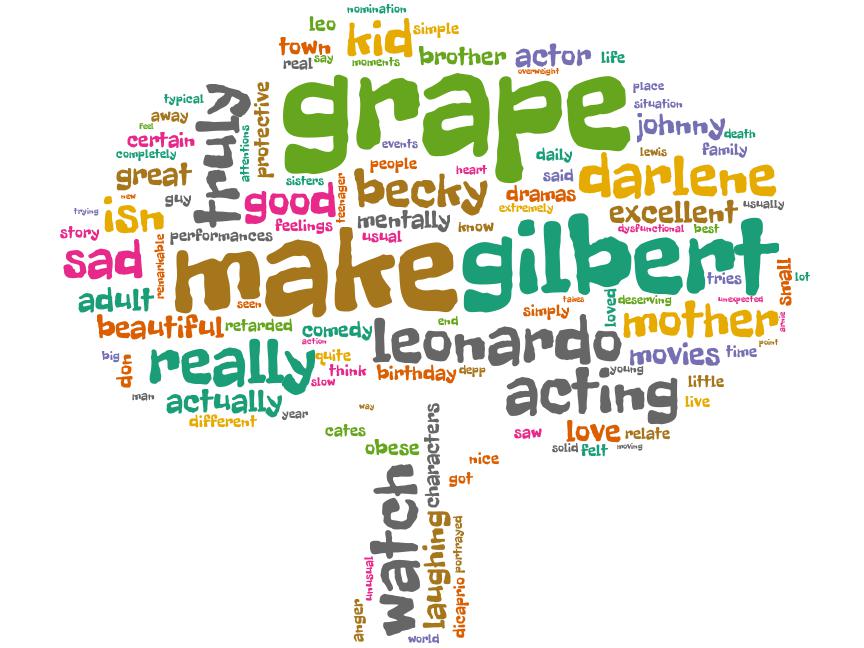 nomination
leo
kid
simple
town
brother
actor
life
real
say
moments
overweight
grape
place
typical
truly
protective
situation
away
johnny
death
feel
certain
attentions
events
completely
daily
lewis
family
people
heart
great
sisters
said
darlene
becky
new
guy
good
teenager
dramas
trying
isn
mentally
extremely
excellent
usually
feelings
know
story
performances
usual
dysfunctional
best
sad
remarkable
make
gilbert
small
lot
tries
adult
seen
takes
loved
deserving
unexpected
simply
mother
arnie
beautiful
retarded
comedy
end
leonardo
action
point
big
really
quite
movies
time
don
think
birthday
depp
young
slow
acting
little
man
actually
live
way
year
different
cates
characters
saw
love
relate
obese
solid
felt
moving
nice
watch
got
laughing
portrayed
unusual
dicaprio
anger
world